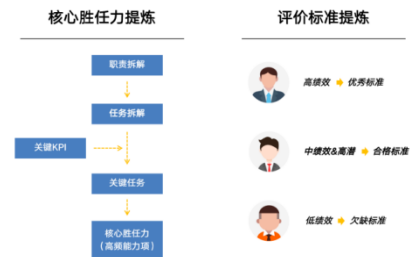 核心胜任力提炼
职责拆解
任务拆解
关键KPI
关键任务
核心胜任力
（高频能力项）
评价标准提炼
高绩效 优秀标准
中绩效&高潜 合格标准
低绩效 欠缺标准